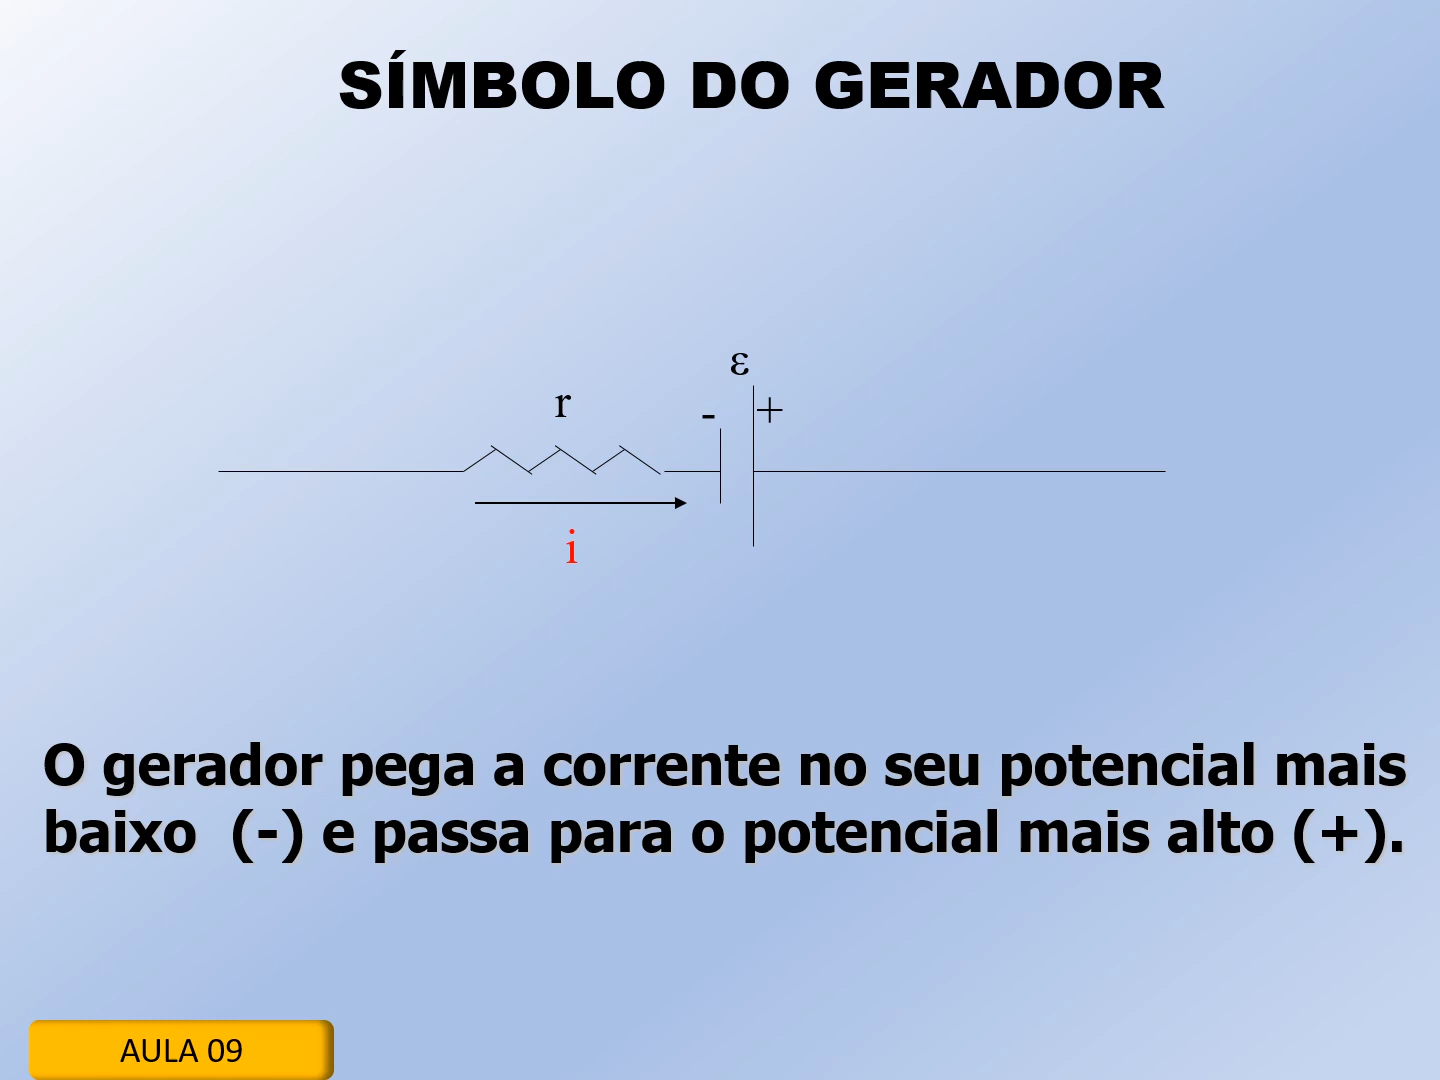 SÍMBOLO DO GERADOR
ε
r
- +
i
O gerador pega a corrente no seu potencial mais
baixo (-) e passa para o potencial mais alto (+).
AULA 09